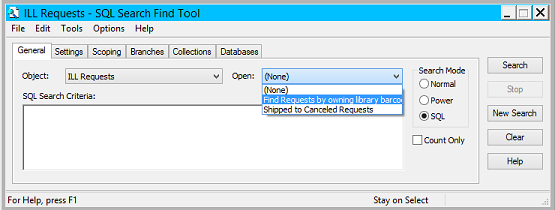 ILL Requests - SQL Search Find Tool
File Edit Tools Options Help
General Settings Scoping Branches Collections Databases
Object: ILL Requests Open: (None)
(None)
Find Requests by owning library barco
Shipped to Canceled Requests
SQL Search Criteria:
Search Mode
Normal
Power
SQL
Count Only
Search
Stop
New Search
Clear
Help
For Help, press F1 Stay on Select